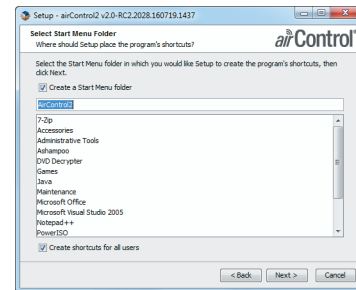 Setup - airControl2 v2.0-RC2.2028.160719.1437
Select Start Menu Folder
Where should Setup place the program's shortcuts?
airControl
Select the Start Menu folder in which you would like Setup to create the program's shortcuts, then
click Next.
Create a Start Menu folder
AirControl2
7-Zip
Accessories
Administrative Tools
Ashampoo
DVD Decrypter
Games
Java
Maintenance
Microsoft Office
Microsoft Visual Studio 2005
Notepad++
PowerISO
Create shortcuts for all users
< Back
Next >
Cancel